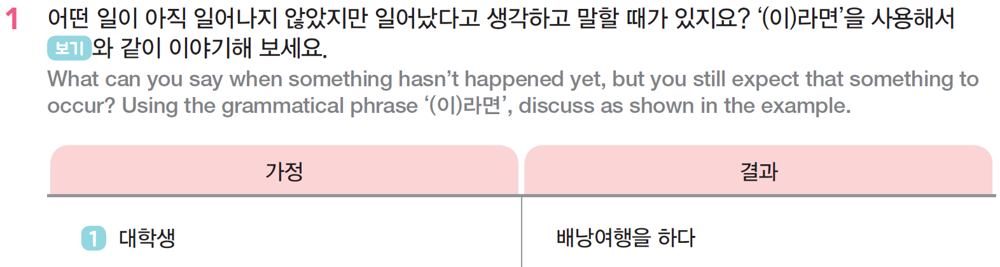 1 어떤 일이 아직 일어나지 않았지만 일어났다고 생각하고 말할 때가 있지요? ‘(이)라면’을 사용해서
보기와 같이 이야기해 보세요.
What can you say when something hasn’t happened yet, but you still expect that something to
occur? Using the grammatical phrase ‘(이)라면’, discuss as shown in the example.
가정 결과
1 대학생 배낭여행을 하다